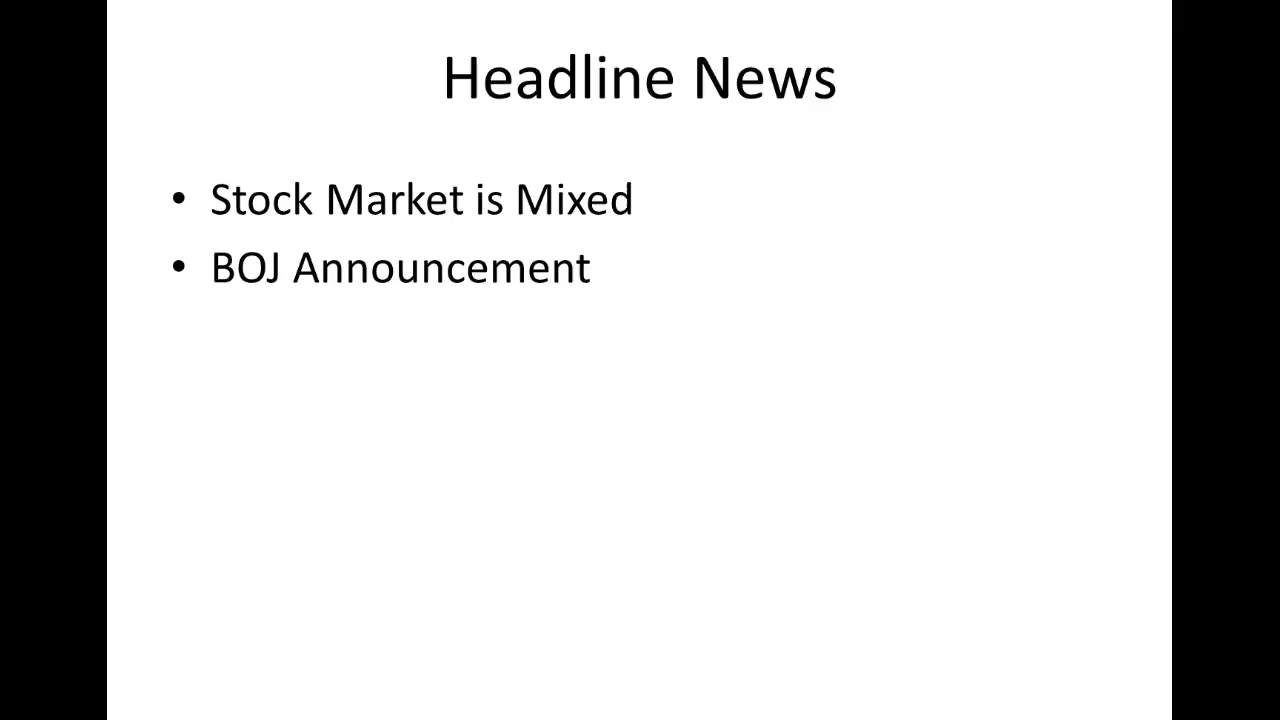 Headline News
• Stock Market is Mixed
• BOJ Announcement